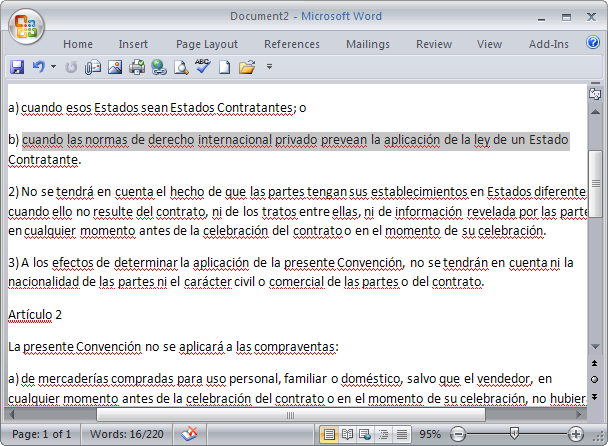 Document2 - Microsoft Word
Home Insert Page Layout References Mailings Review View Add-Ins
ABC
a) cuando esos Estados sean Estados Contratantes; o
b) cuando las normas de derecho internacional privado prevean la aplicación de la ley de un Estado
Contratante.
2) No se tendrá en cuenta el hecho de que las partes tengan sus establecimientos en Estados diferente
cuando ello no resulte del contrato, ni de los tratos entre ellas, ni de información revelada por las parte
en cualquier momento antes de la celebración del contrato o en el momento de su celebración.
3) A los efectos de determinar la aplicación de la presente Convención, no se tendrán en cuenta ni la
nacionalidad de las partes ni el carácter civil o comercial de las partes o del contrato.
Artículo 2
La presente Convención no se aplicará a las compraventas:
a) de mercaderías compradas para uso personal, familiar o doméstico, salvo que el vendedor, en
cualquier momento antes de la celebración del contrato o en el momento de su celebración, no hubier
Page: 1 of 1 Words: 16/220 95%